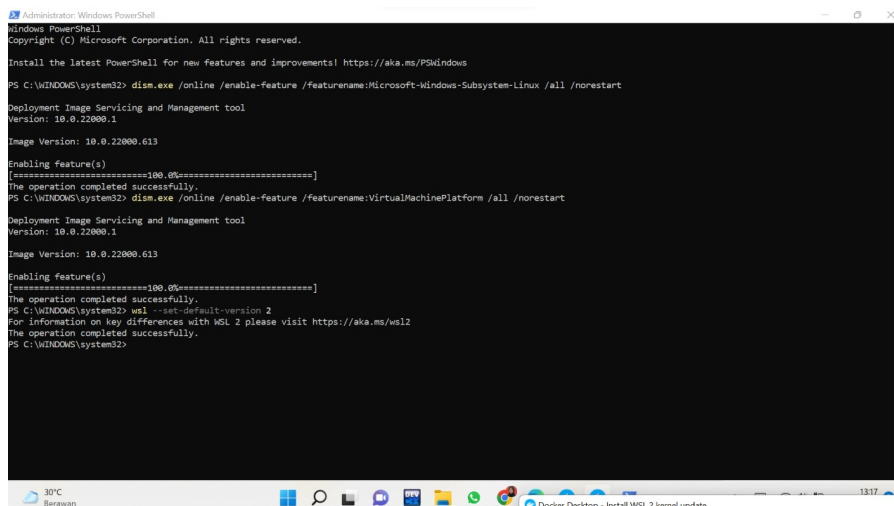 Administrator: Windows PowerShell
Windows PowerShell
Copyright (C) Microsoft Corporation. All rights reserved.
Install the latest PowerShell for new features and improvements! https://aka.ms/PSWindows
PS C:\WINDOWS\system32> dism.exe /online /enable-feature /featurename:Microsoft-Windows-Subsystem-Linux /all /norestart
Deployment Image Servicing and Management tool
Version: 10.0.22000.1
Image Version: 10.0.22000.613
Enabling feature(s)
[==========================100.0%==========================]
The operation completed successfully.
PS C:\WINDOWS\system32> dism.exe /online /enable-feature /featurename:VirtualMachinePlatform /all /norestart
Deployment Image Servicing and Management tool
Version: 10.0.22000.1
Image Version: 10.0.22000.613
Enabling feature(s)
[==========================100.0%==========================]
The operation completed successfully.
PS C:\WINDOWS\system32> wsl --set-default-version 2
For information on key differences with WSL 2 please visit https://aka.ms/wsl2
The operation completed successfully.
PS C:\WINDOWS\system32>
30°C
Berawan
DEV
Docker Desktop - Install WSL 2 kernel update
13:17